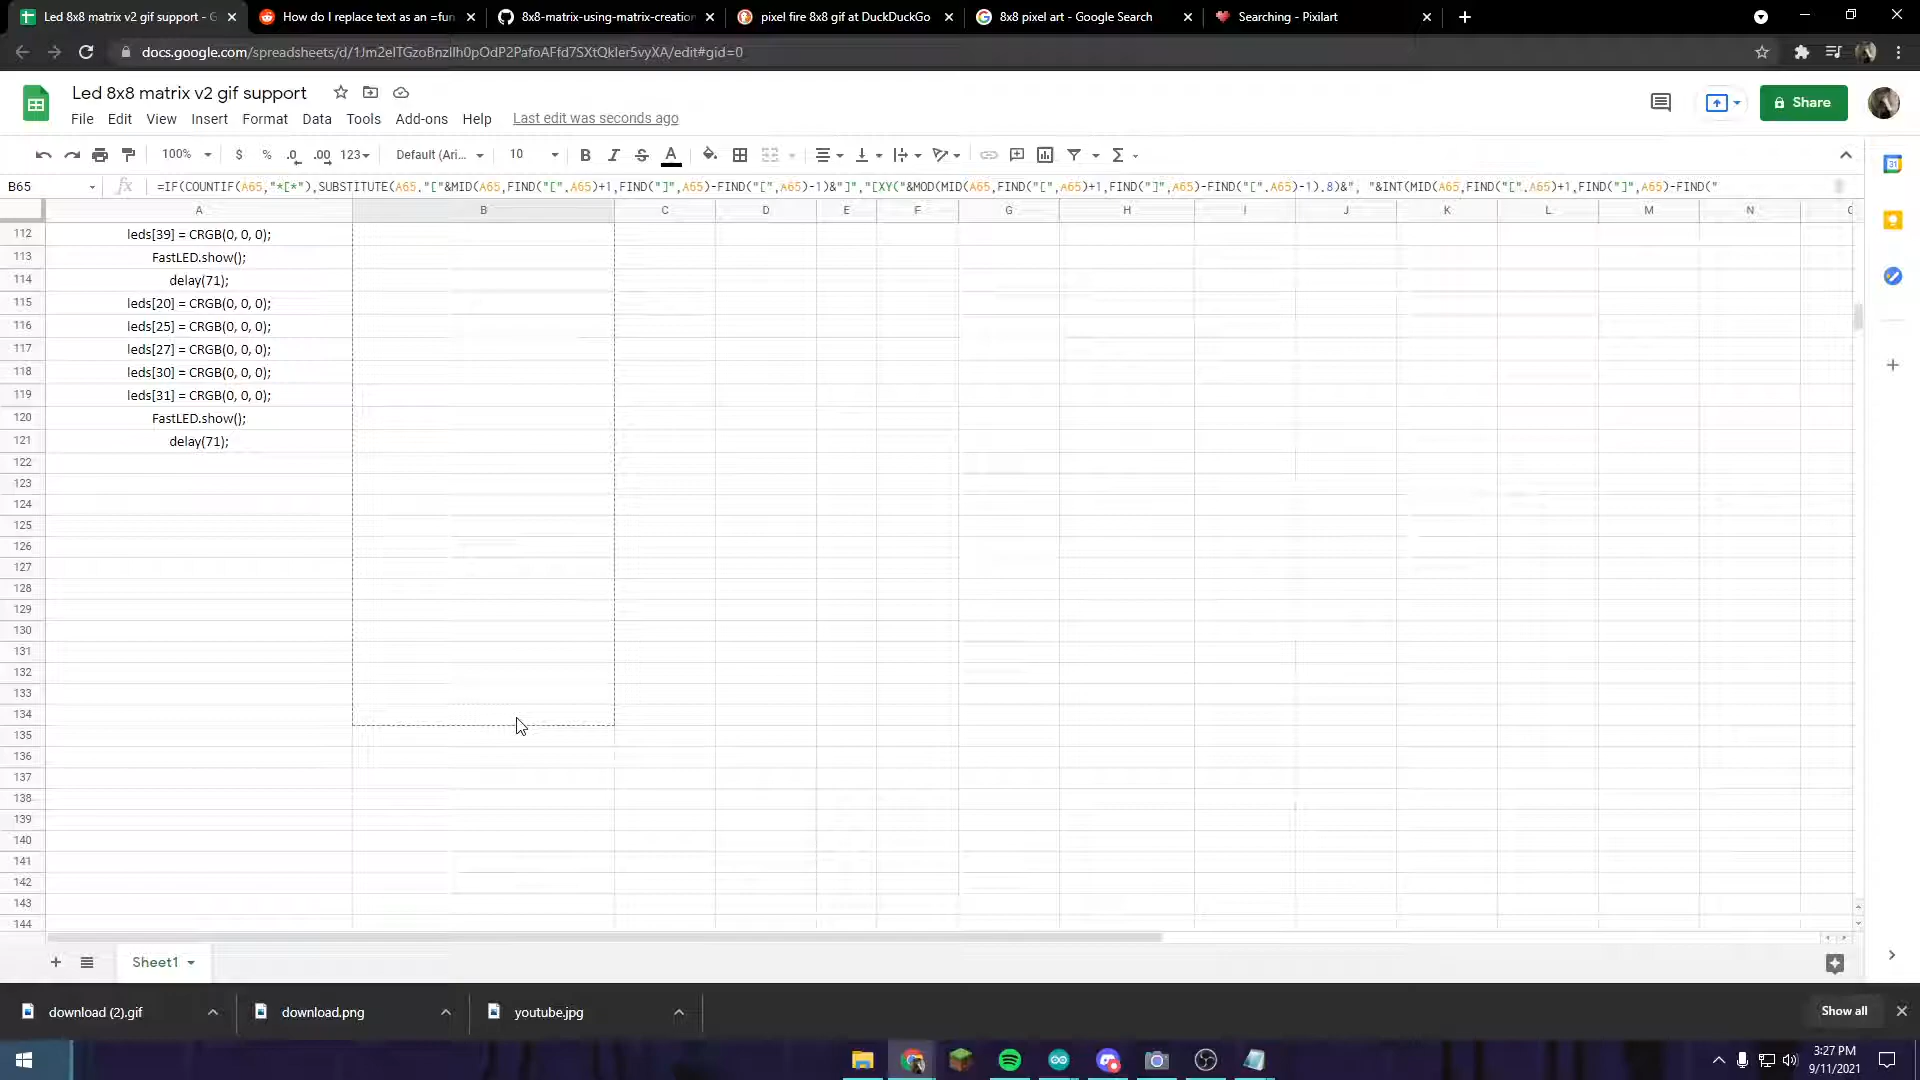 Led 8x8 matrix v2 gif support - G
How do I replace text as an =fun
8x8-matrix-using-matrix-creation
pixel fire 8x8 gif at DuckDuckGo
8x8 pixel art - Google Search
Searching - Pixilart
Led 8x8 matrix v2 gif support
File Edit View Insert Format Data Tools Add-ons Help Last edit was seconds ago
Share
100% $ % .0 .00 123 Default (Ari... 10 B I S A
B65 fx =IF(COUNTIF(A65,"*[*"),SUBSTITUTE(A65,"["&MID(A65,FIND("[",A65)+1,FIND("]",A65)-FIND("[",A65)-1)&"]","[XY("&MOD(MID(A65,FIND("[",A65)+1,FIND("]",A65)-FIND("[",A65)-1),8)&", "&INT(MID(A65,FIND("[",A65)+1,FIND("]",A65)-FIND("
A B C D E F G H I J K L M N
112 leds[39] = CRGB(0, 0, 0);
113 FastLED.show();
114 delay(71);
115 leds[20] = CRGB(0, 0, 0);
116 leds[25] = CRGB(0, 0, 0);
117 leds[27] = CRGB(0, 0, 0);
118 leds[30] = CRGB(0, 0, 0);
119 leds[31] = CRGB(0, 0, 0);
120 FastLED.show();
121 delay(71);
122
123
124
125
126
127
128
129
130
131
132
133
134
135
136
137
138
139
140
141
142
143
144
Sheet1
download (2).gif
download.png
youtube.jpg
Show all
3:27 PM
9/11/2021